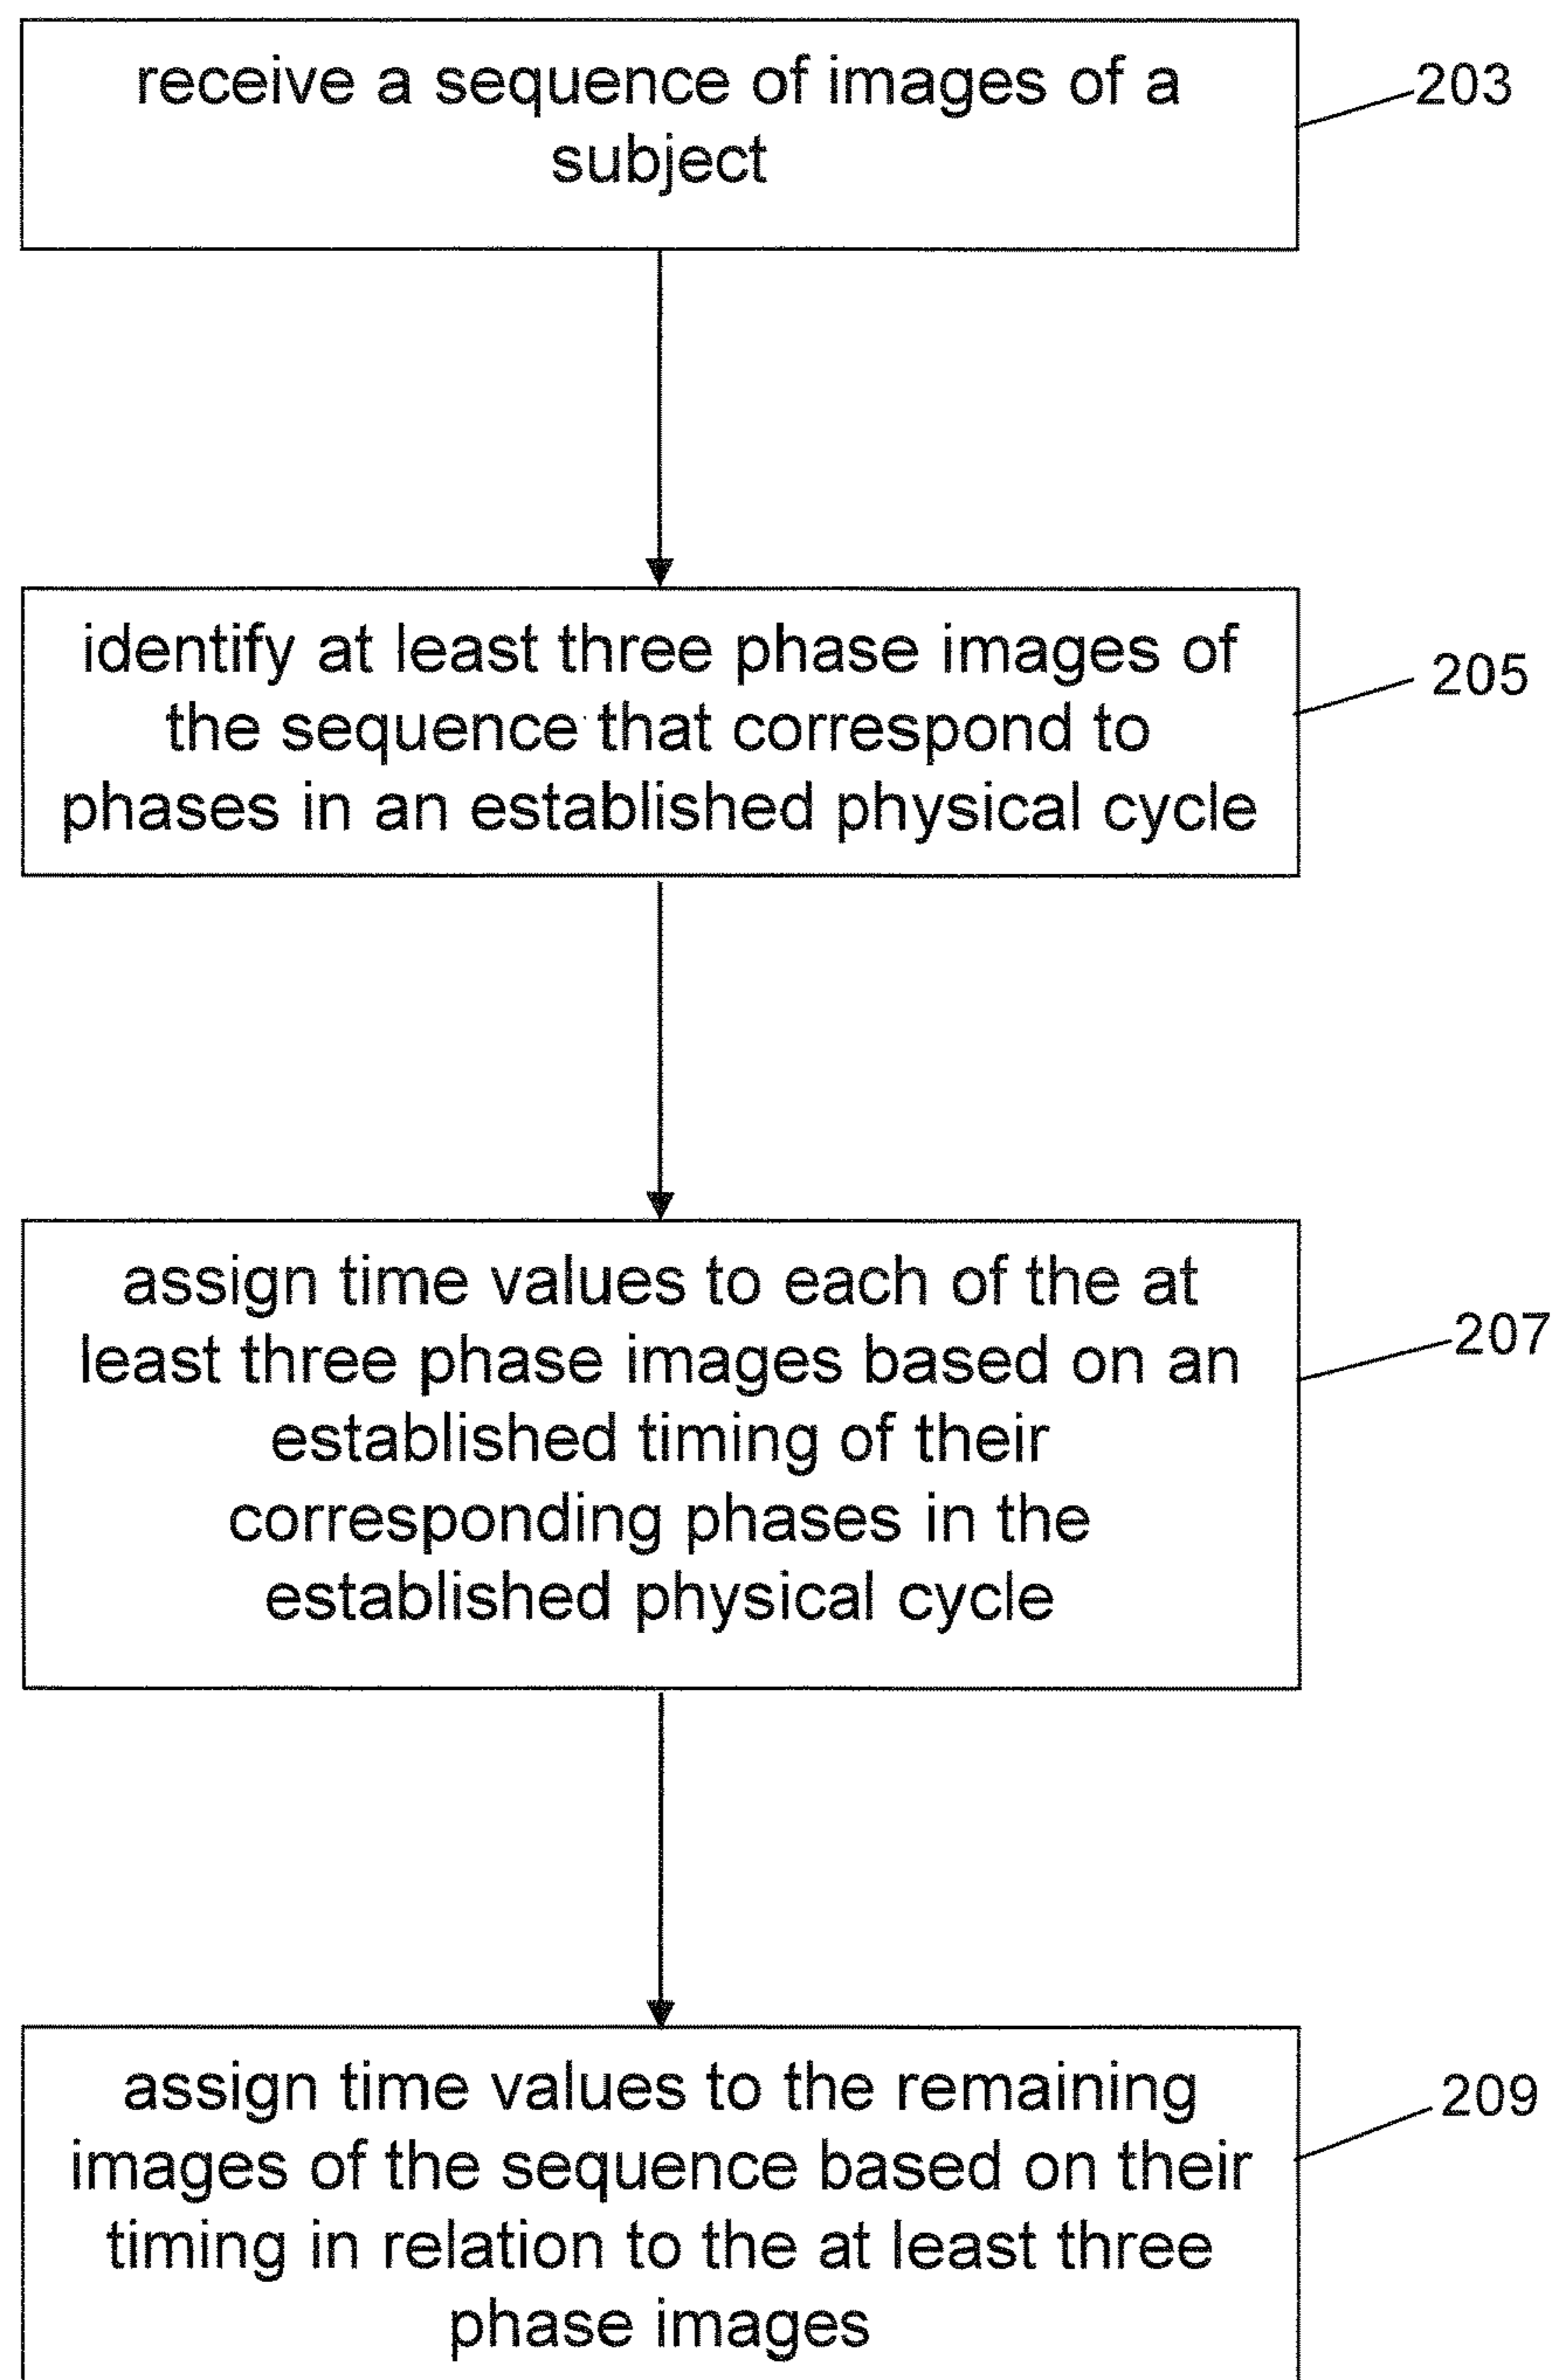 receive a sequence of images of a
subject
203
identify at least three phase images of
the sequence that correspond to
phases in an established physical cycle
205
assign time values to each of the at
least three phase images based on an
established timing of their
corresponding phases in the
established physical cycle
207
assign time values to the remaining
images of the sequence based on their
timing in relation to the at least three
phase images
209